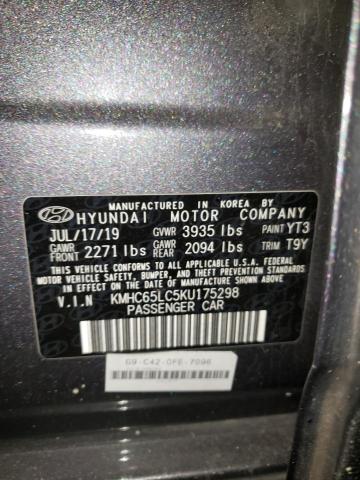 MANUFACTURED IN KOREA BY
HYUNDAI MOTOR COMPANY
JUL/17/19 GVWR 3935 lbs PAINT YT3
GAWR FRONT 2271 lbs GAWR REAR 2094 lbs TRIM T9Y
THIS VEHICLE CONFORMS TO ALL APPLICABLE U.S. FEDERAL
MOTOR VEHICLE SAFETY, BUMPER, AND THEFT PREVENTION
STANDARDS IN EFFECT ON THE DATE OF MANUFACTURE
SHOWN ABOVE.
V.I.N KMHC65LC5KU175298
PASSENGER CAR
G9-C42-OFE-7096